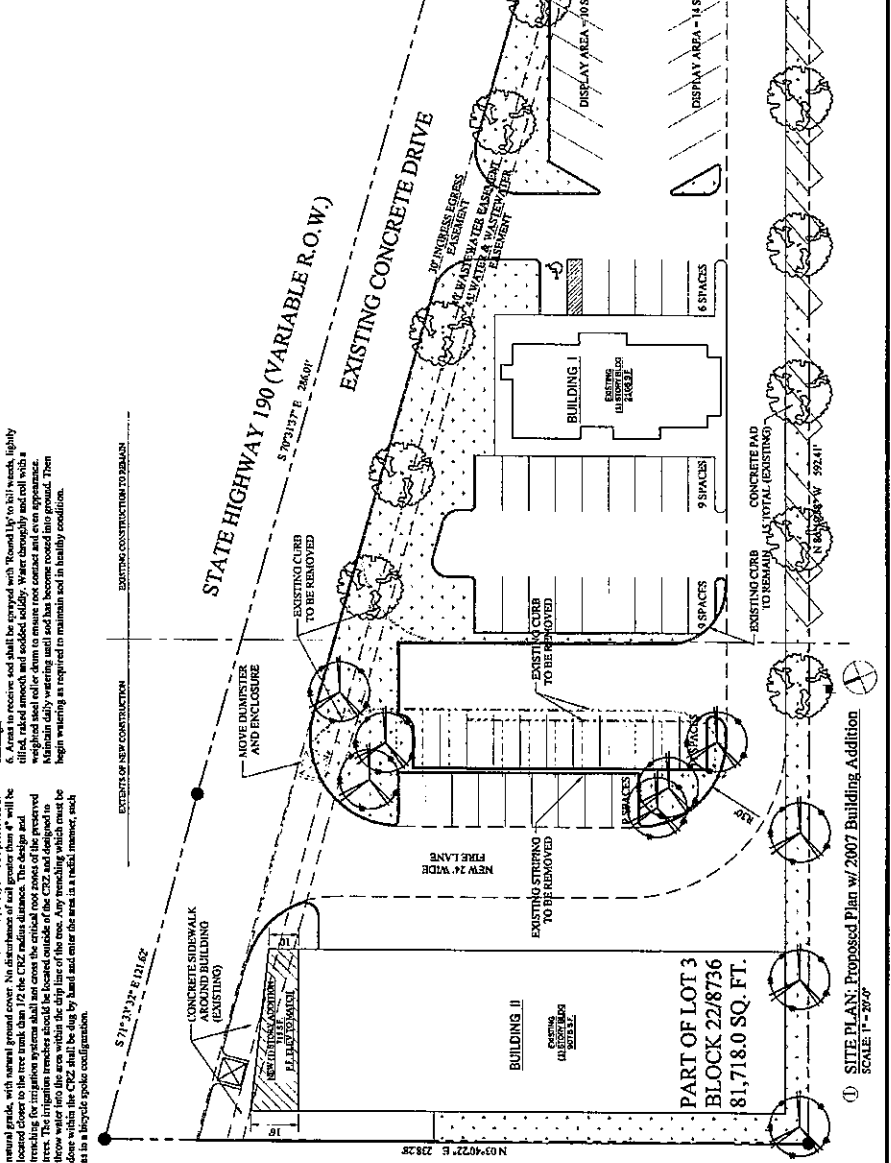 natural grade, with natural ground cover. No disturbance of soil greater than 4" will be
located closer to the tree trunk than 1/2 the CRZ radius distance. The design and
trenching for irrigation systems shall not cross the critical root zones of the preserved
trees. The irrigation trenches should be located outside of the CRZ and designed to
throw water into the area within the drip line of the tree. Any trenching which must be
done within the CRZ shall be dug by hand and enter the area in a radial manner, such
as in a bicycle spoke configuration.
6. Areas to receive sod shall be sprayed with 'Round Up' to kill weeds, lightly
tilled, raked smooth and sodded solidly. Water thoroughly and roll with a
weighted steel roller drum to ensure root contact and even appearance.
Maintain daily watering until sod has become rooted into ground. Then
begin watering as required to maintain sod in healthy condition.
EXTENTS OF NEW CONSTRUCTION
EXISTING CONSTRUCTION TO REMAIN
S 71° 33' 32" E 121.62'
STATE HIGHWAY 190 (VARIABLE R.O.W.)
S 70°31'37" E 286.01'
EXISTING CONCRETE DRIVE
CONCRETE SIDEWALK
AROUND BUILDING
(EXISTING)
MOVE DUMPSTER
AND ENCLOSURE
EXISTING CURB
TO BE REMOVED
30' INGRESS EGRESS
EASEMENT
WASTEWATER EASEMENT
WATER & WASTEWATER
EASEMENT
DISPLAY AREA = 10 S
DISPLAY AREA = 14 S
16'
10'
NEW (1) STORY ADDITION
F.F. ELEV TO MATCH
NEW 24' WIDE
FIRE LANE
EXISTING STRIPING
TO BE REMOVED
EXISTING CURB
TO BE REMOVED
SPACES
SPACES
R30'
9 SPACES
9 SPACES
6 SPACES
BUILDING I
EXISTING
(1) STORY BLDG
EXISTING CURB
TO REMAIN
CONCRETE PAD
15 TOTAL (EXISTING)
W 592.41'
BUILDING II
EXISTING
STORY BLDG
PART OF LOT 3
BLOCK 22/8736
81,718.0 SQ. FT.
N 03°40'22" E 238.28'
1 SITE PLAN: Proposed Plan w/ 2007 Building Addition
SCALE: 1" = 20'-0"